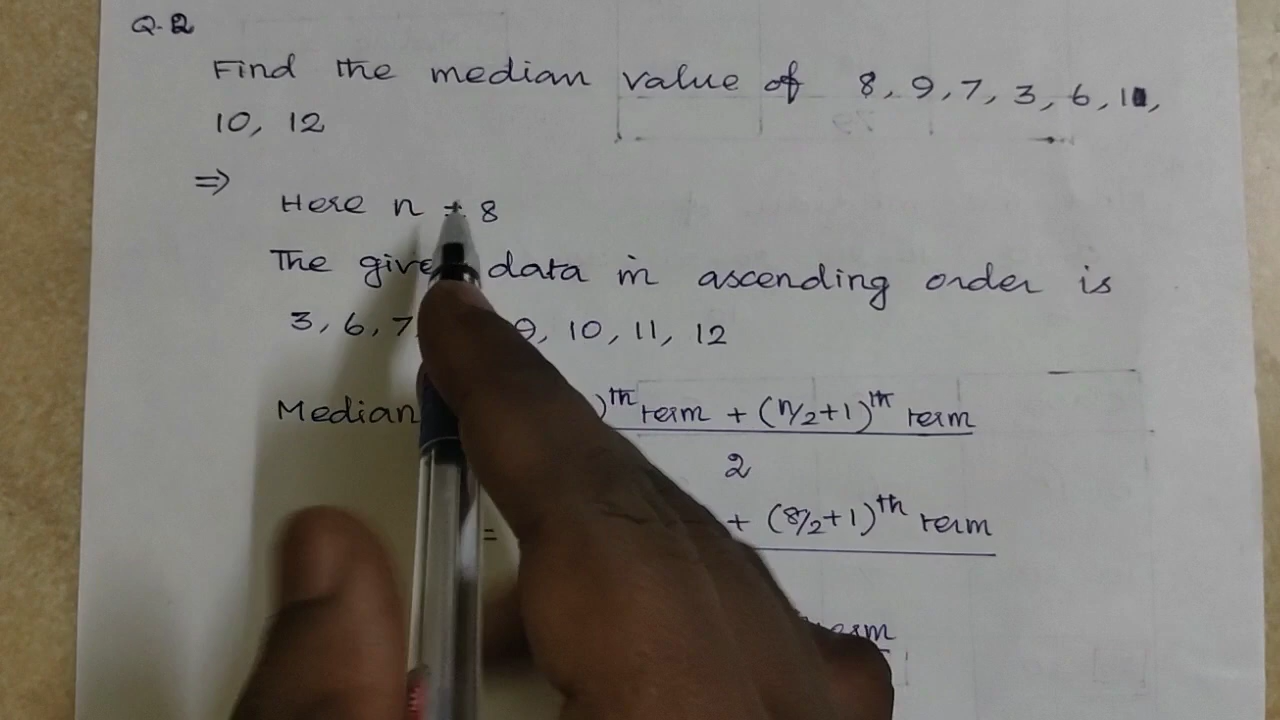 Q.2
Find the median value of 8, 9, 7, 3, 6, 11,
10, 12
⇒
Here n = 8
The given data in ascending order is
3, 6, 7, 9, 10, 11, 12
Median )th term + (n/2+1)th term
2
= + (8/2+1)th term